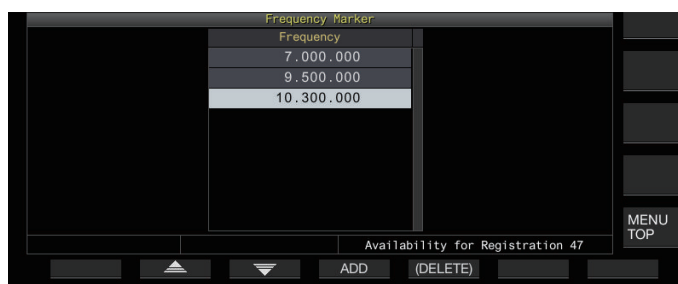 Frequency Marker
Frequency
7.000.000
9.500.000
10.300.000
MENU
TOP
Availability for Registration 47
ADD
(DELETE)